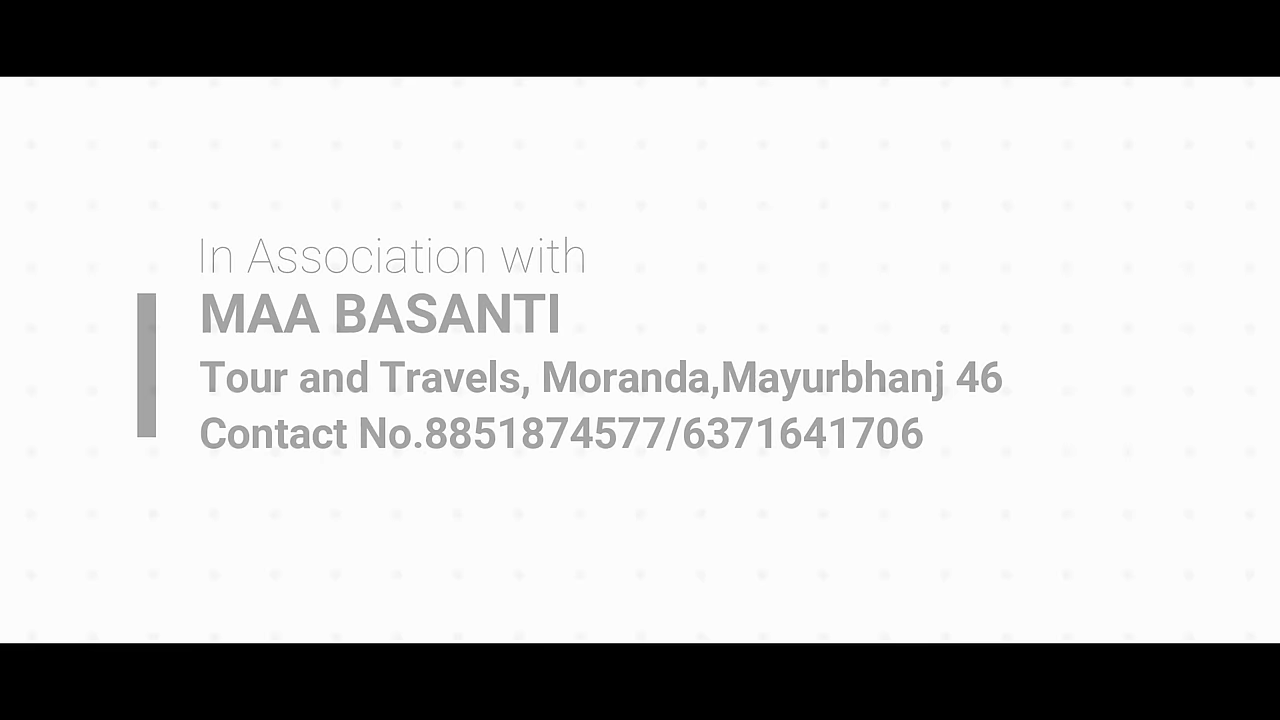 In Association with
MAA BASANTI
Tour and Travels, Moranda,Mayurbhanj 46
Contact No.8851874577/6371641706